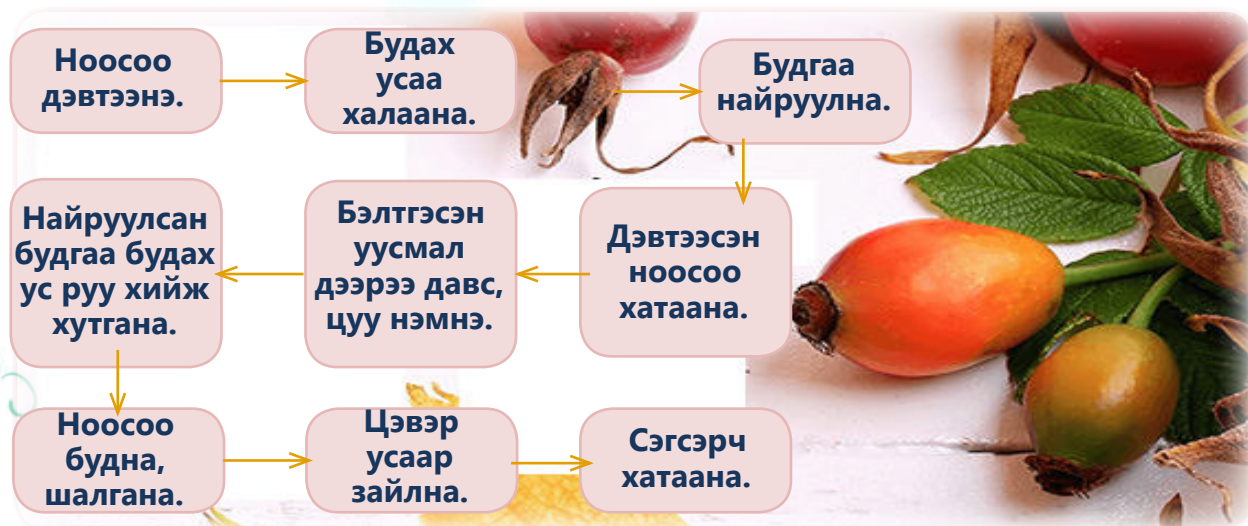 Ноосоо
дэвтээнэ.
Будах
усаа
халаана.
Будгаа
найруулна.
Дэвтээсэн
ноосоо
хатаана.
Бэлтгэсэн
уусмал
дээрээ давс,
цуу нэмнэ.
Найруулсан
будгаа будах
ус руу хийж
хутгана.
Ноосоо
будна,
шалгана.
Цэвэр
усаар
зайлна.
Сэгсэрч
хатаана.